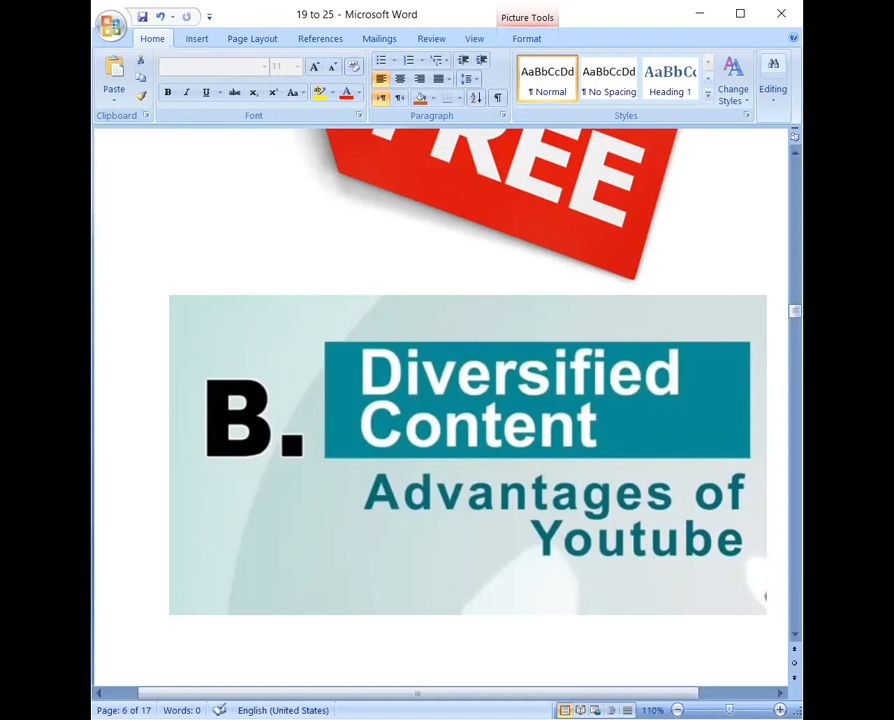 19 to 25 - Microsoft Word
Picture Tools
Home Insert Page Layout References Mailings Review View Format
Paste
11
AaBbCcDd AaBbCcDd AaBbCc
¶ Normal ¶ No Spacing Heading 1
Change Styles
Editing
Clipboard Font Paragraph Styles
FREE
B. Diversified
Content
Advantages of
Youtube
Page: 6 of 17 Words: 0 English (United States) 110%